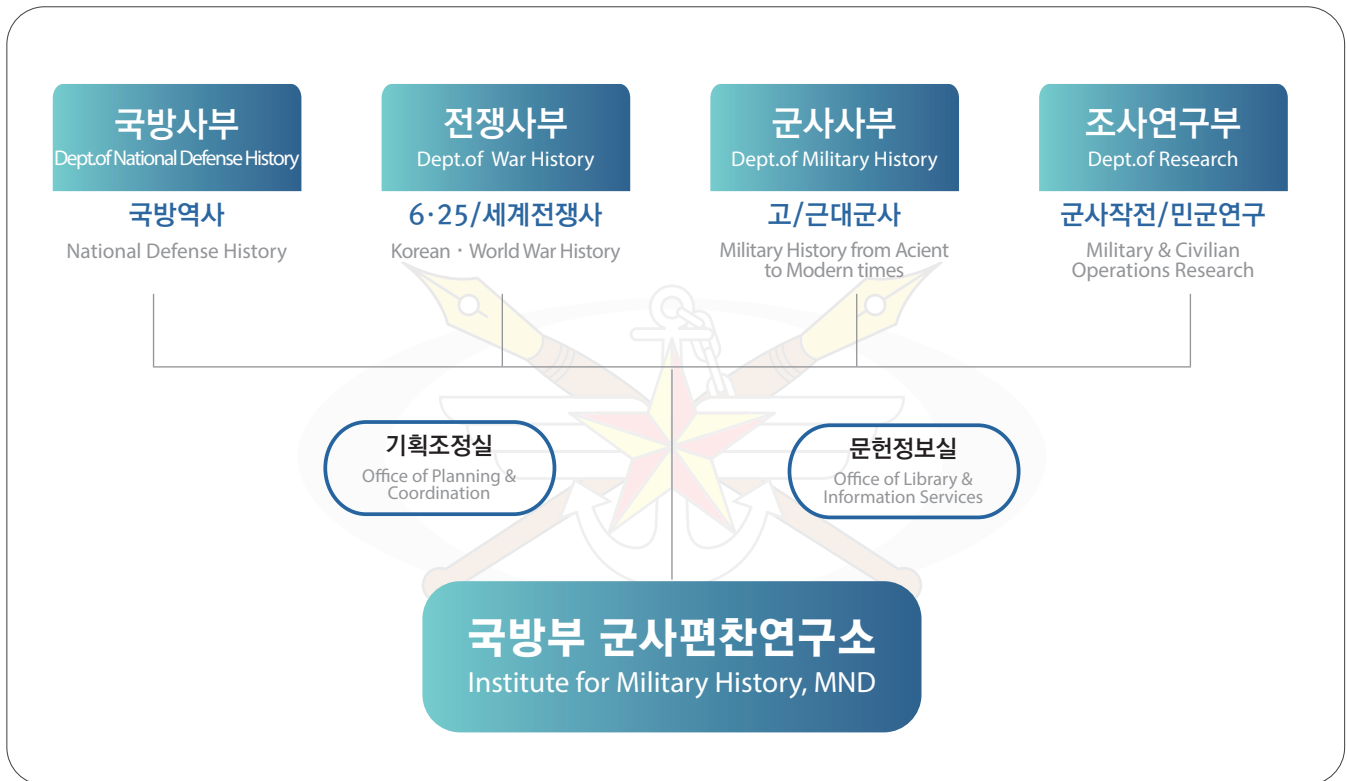 국방사부
Dept.of National Defense History
국방역사
National Defense History
전쟁사부
Dept.of War History
6·25/세계전쟁사
Korean · World War History
군사사부
Dept.of Military History
고/근대군사
Military History from Acient
to Modern times
조사연구부
Dept.of Research
군사작전/민군연구
Military & Civilian
Operations Research
기획조정실
Office of Planning &
Coordination
문헌정보실
Office of Library &
Information Services
국방부 군사편찬연구소
Institute for Military History, MND